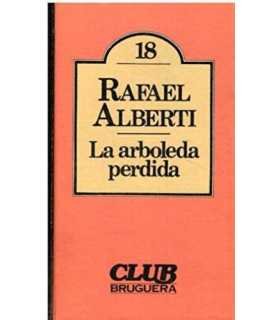 18
RAFAEL
ALBERTI
La arboleda
perdida
CLUB
BRUGUERA